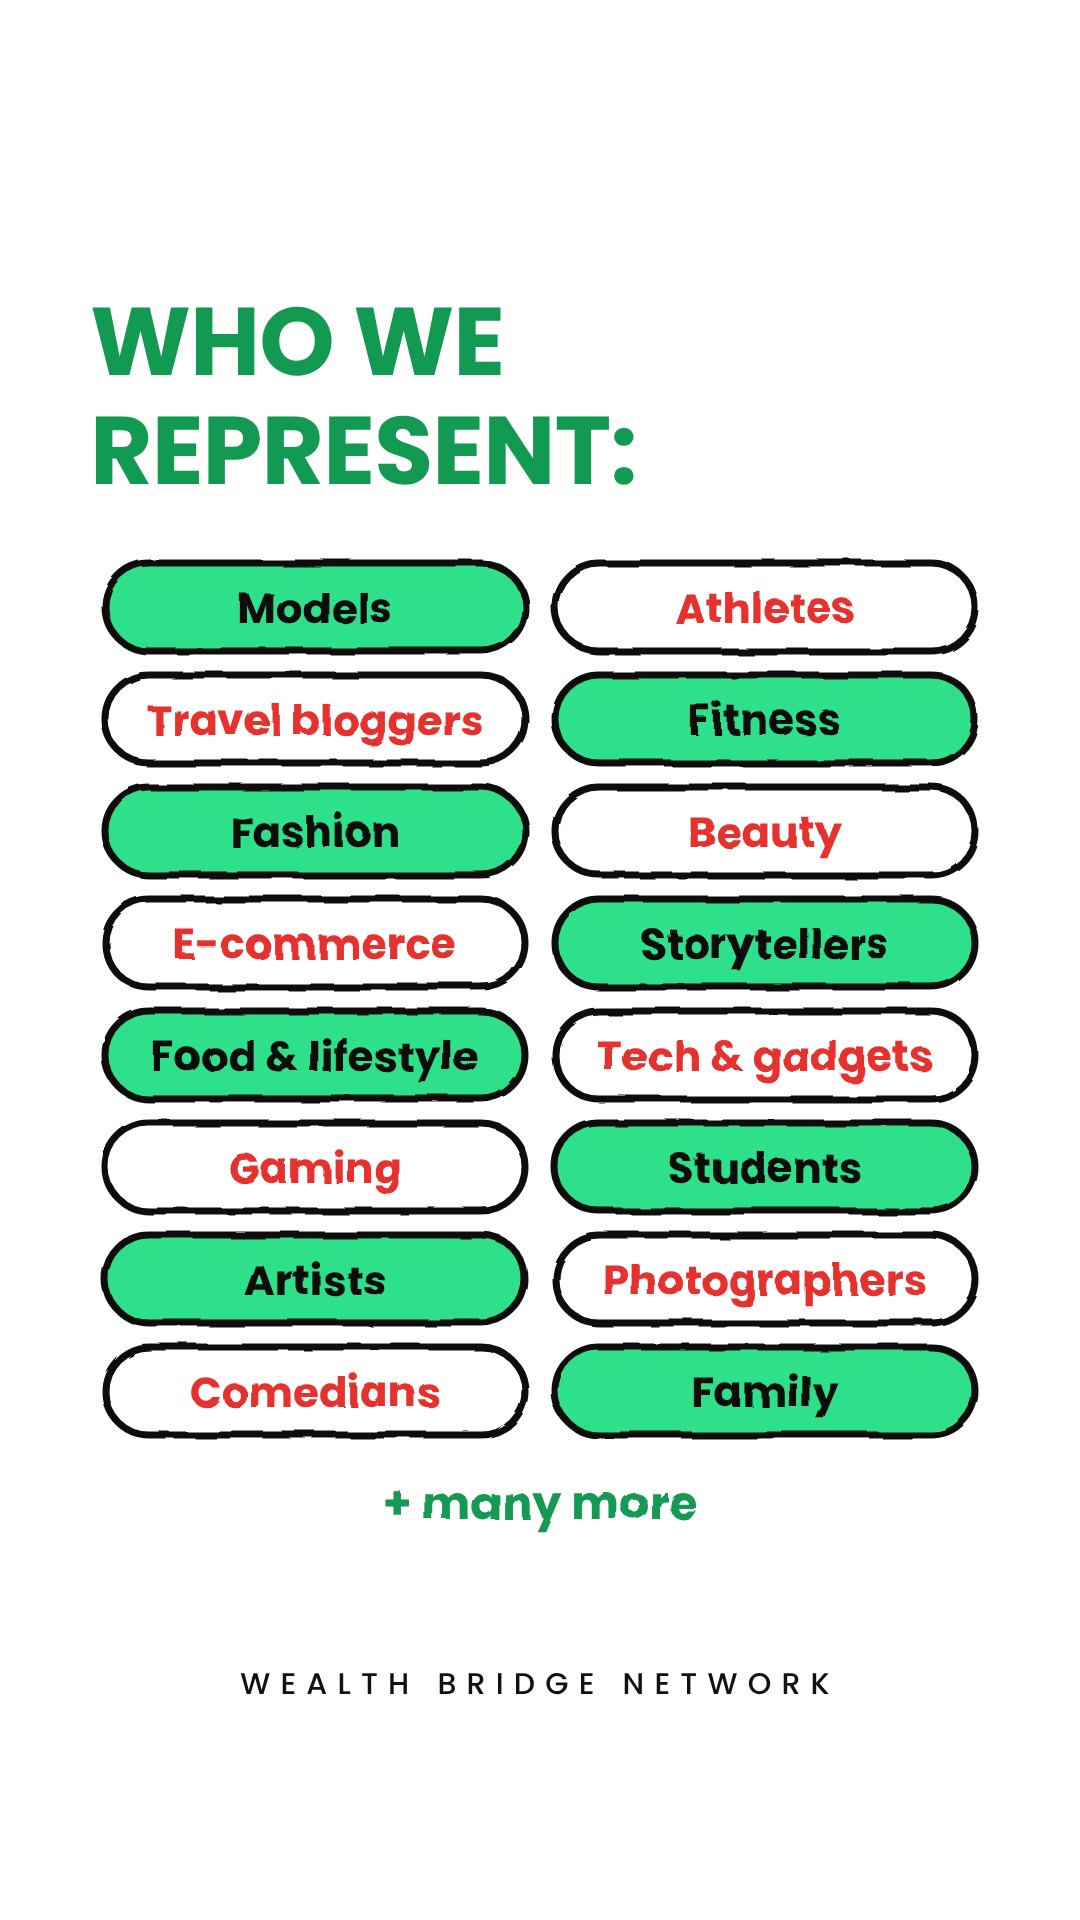 WHO WE
REPRESENT:
Models
Athletes
Travel bloggers
Fitness
Fashion
Beauty
E-commerce
Storytellers
Food & lifestyle
Tech & gadgets
Gaming
Students
Artists
Photographers
Comedians
Family
+ many more
WEALTH BRIDGE NETWORK